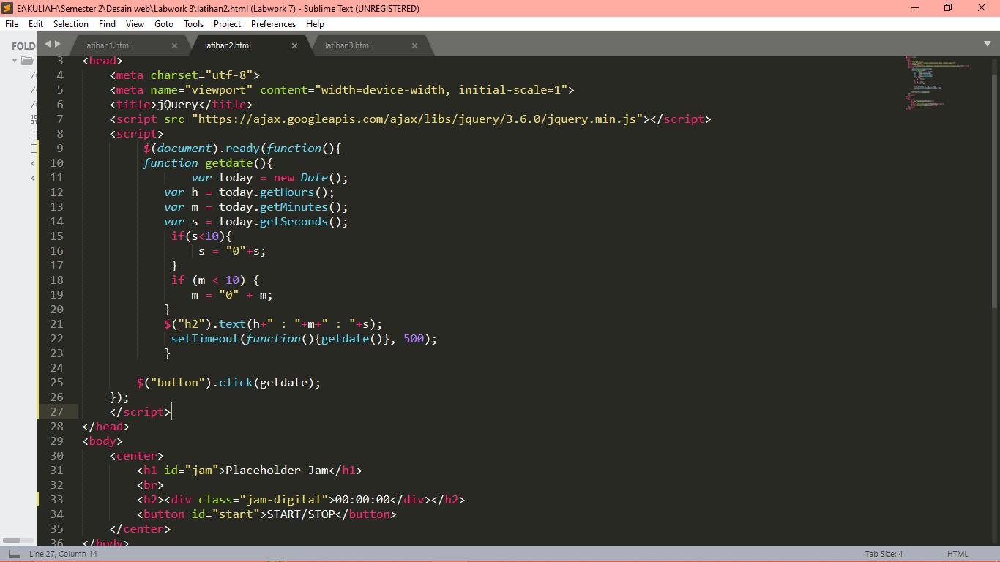 E:\KULIAH\Semester 2\Desain web\Labwork 8\latihan2.html (Labwork 7) - Sublime Text (UNREGISTERED)
File Edit Selection Find View Goto Tools Project Preferences Help
FOLD
latihan1.html latihan2.html latihan3.html
3 <head>
4 <meta charset="utf-8">
5 <meta name="viewport" content="width=device-width, initial-scale=1">
6 <title>jQuery</title>
7 <script src="https://ajax.googleapis.com/ajax/libs/jquery/3.6.0/jquery.min.js"></script>
8 <script>
9 $(document).ready(function(){
10 function getdate(){
11 var today = new Date();
12 var h = today.getHours();
13 var m = today.getMinutes();
14 var s = today.getSeconds();
15 if(s<10){
16 s = "0"+s;
17 }
18 if (m < 10) {
19 m = "0" + m;
20 }
21 $("h2").text(h+" : "+m+" : "+s);
22 setTimeout(function(){getdate()}, 500);
23 }
24
25 $("button").click(getdate);
26 });
27 </script>
28 </head>
29 <body>
30 <center>
31 <h1 id="jam">Placeholder Jam</h1>
32 <br>
33 <h2><div class="jam-digital">00:00:00</div></h2>
34 <button id="start">START/STOP</button>
35 </center>
36 </body>
Line 27, Column 14 Tab Size: 4 HTML